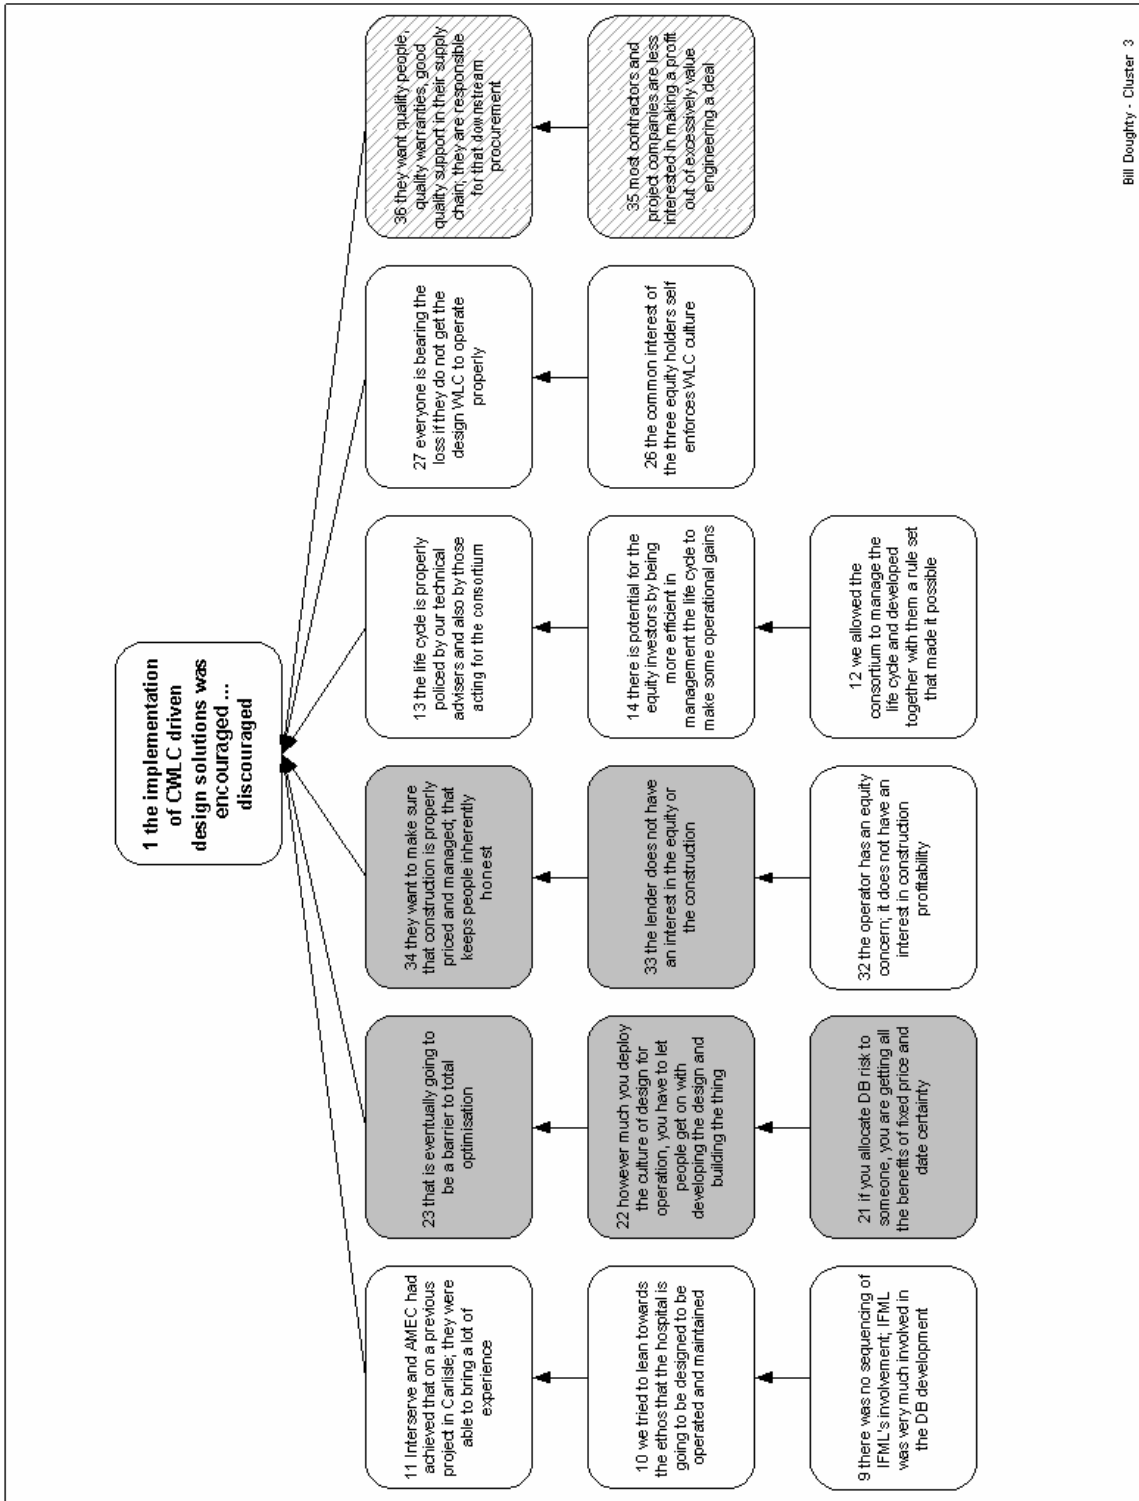 1 the implementation
of CWLC driven
design solutions was
encouraged ...
discouraged
11 Interserve and AMEC had
achieved that on a previous
project in Carlisle; they were
able to bring a lot of
experience
23 that is eventually going to
be a barrier to total
optimisation
34 they want to make sure
that construction is properly
priced and managed; that
keeps people inherently
honest
13 the life cycle is properly
policed by our technical
advisers and also by those
acting for the consortium
27 everyone is bearing the
loss if they do not get the
design WLC to operate
properly
36 they want quality people,
quality warranties, good
quality support in their supply
chain; they are responsible
for that downstream
procurement
10 we tried to lean towards
the ethos that the hospital is
going to be designed to be
operated and maintained
22 however much you deploy
the culture of design for
operation, you have to let
people get on with
developing the design and
building the thing
33 the lender does not have
an interest in the equity or
the construction
14 there is potential for the
equity investors by being
more efficient in
management the life cycle to
make some operational gains
26 the common interest of
the three equity holders self
enforces WLC culture
35 most contractors and
project companies are less
interested in making a profit
out of excessively value
engineering a deal
9 there was no sequencing of
IFML's involvement; IFML
was very much involved in
the DB development
21 if you allocate DB risk to
someone, you are getting all
the benefits of fixed price and
date certainty
32 the operator has an equity
concern; it does not have an
interest in construction
profitability
12 we allowed the
consortium to manage the
life cycle and developed
together with them a rule set
that made it possible
Bill Doughty - Cluster 3